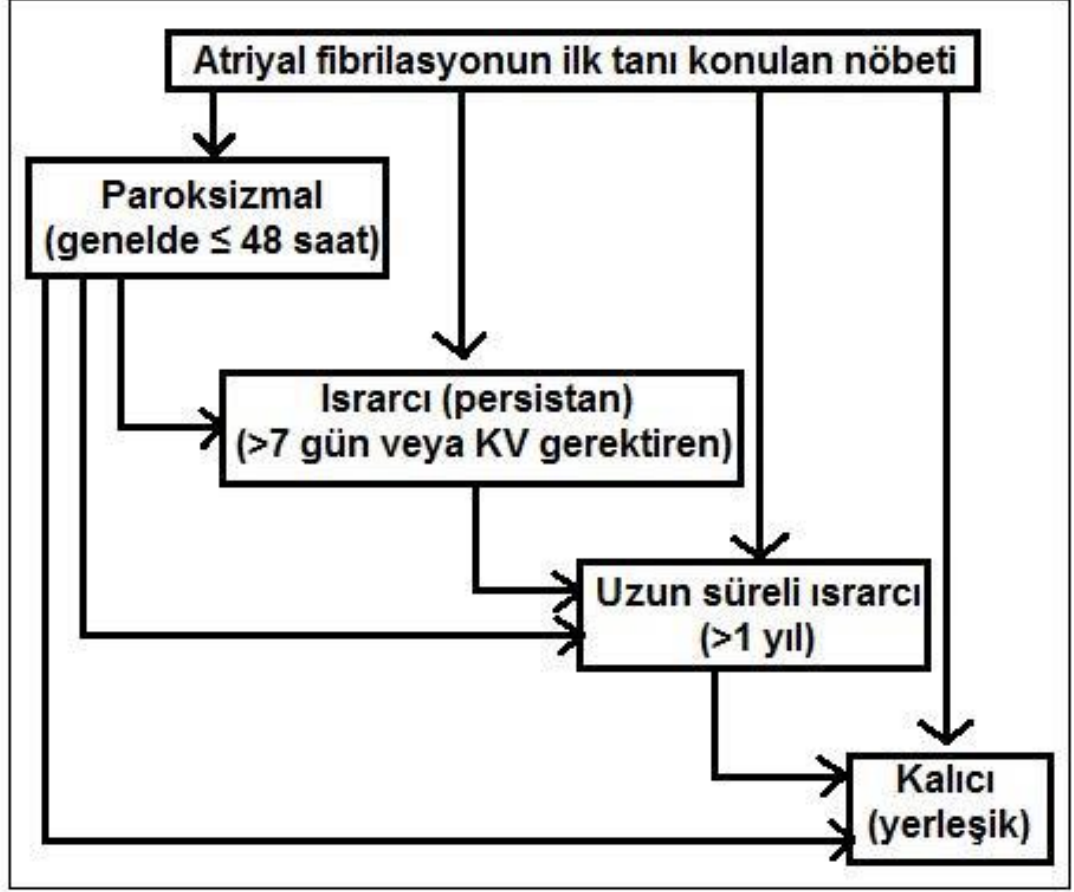 Atriyal fibrilasyonun ilk tanı konulan nöbeti
Paroksizmal
(genelde ≤ 48 saat)
Israrcı (persistan)
(>7 gün veya KV gerektiren)
Uzun süreli ısrarcı
(>1 yıl)
Kalıcı
(yerleşik)